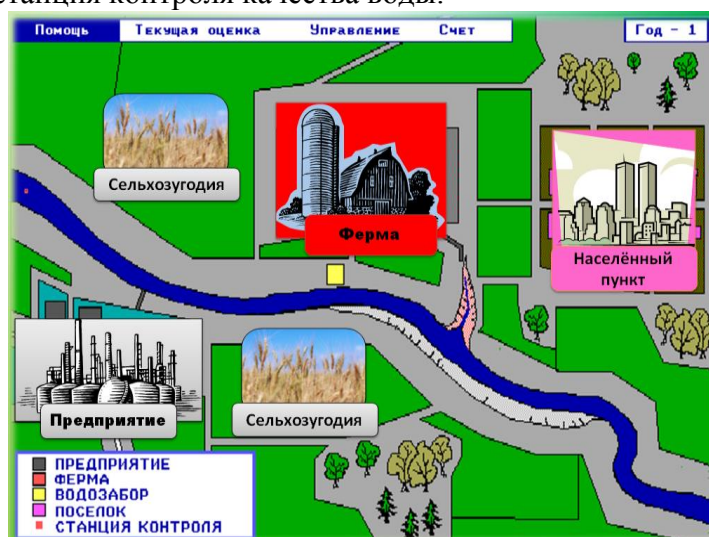 станция контроля качества воды.
Помощь Текущая оценка Управление Счет Год - 1
Сельхозугодия
Ферма
Населённый
пункт
Предприятие
Сельхозугодия
ПРЕДПРИЯТИЕ
ФЕРМА
ВОДОЗАБОР
ПОСЕЛОК
СТАНЦИЯ КОНТРОЛЯ